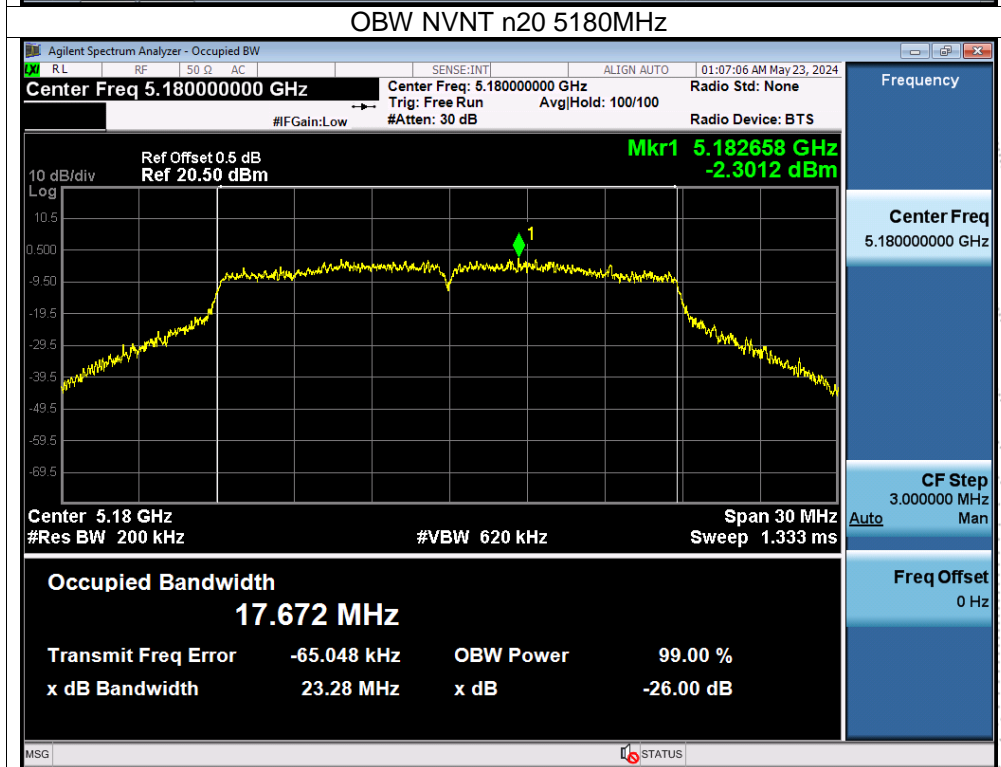 OBW NVNT n20 5180MHz
Agilent Spectrum Analyzer - Occupied BW
LXI RL RF 50 Ω AC SENSE:INT ALIGN AUTO 01:07:06 AM May 23, 2024
Center Freq 5.180000000 GHz
Center Freq: 5.180000000 GHz
Radio Std: None
Trig: Free Run Avg|Hold: 100/100
#IFGain:Low
#Atten: 30 dB
Radio Device: BTS
Frequency
Mkr1 5.182658 GHz
-2.3012 dBm
Ref Offset 0.5 dB
10 dB/div Ref 20.50 dBm
Log
10.5
0.500
-9.50
-19.5
-29.5
-39.5
-49.5
-59.5
-69.5
1
Center 5.18 GHz Span 30 MHz
#Res BW 200 kHz #VBW 620 kHz Sweep 1.333 ms
Center Freq
5.180000000 GHz
CF Step
3.000000 MHz
Auto Man
Freq Offset
0 Hz
Occupied Bandwidth
17.672 MHz
Transmit Freq Error -65.048 kHz OBW Power 99.00 %
x dB Bandwidth 23.28 MHz x dB -26.00 dB
MSG STATUS